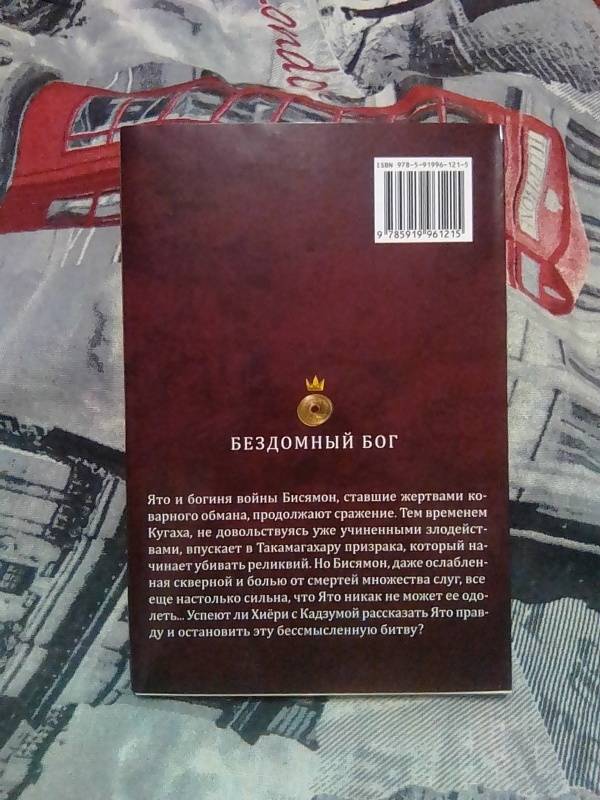 London
ISBN 978-5-91996-121-5
9 785919 961215
БЕЗДОМНЫЙ БОГ
Ято и богиня войны Бисямон, ставшие жертвами ко-
варного обмана, продолжают сражение. Тем временем
Кугаха, не довольствуясь уже учиненными злодейст-
вами, впускает в Такамагахару призрака, который на-
чинает убивать реликвий. Но Бисямон, даже ослаблен-
ная скверной и болью от смертей множества слуг, все
еще настолько сильна, что Ято никак не может ее одо-
леть... Успеют ли Хиёри с Кадзумой рассказать Ято прав-
ду и остановить эту бессмысленную битву?